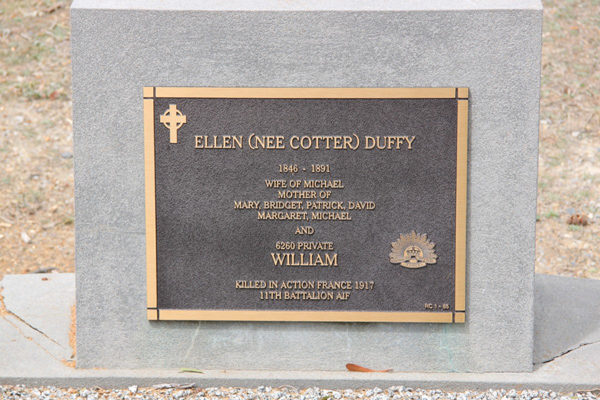 ELLEN (NEE COTTER) DUFFY
1846 - 1891
WIFE OF MICHAEL
MOTHER OF
MARY, BRIDGET, PATRICK, DAVID
MARGARET, MICHAEL
AND
6260 PRIVATE
WILLIAM
KILLED IN ACTION FRANCE 1917
11TH BATTALION AIF